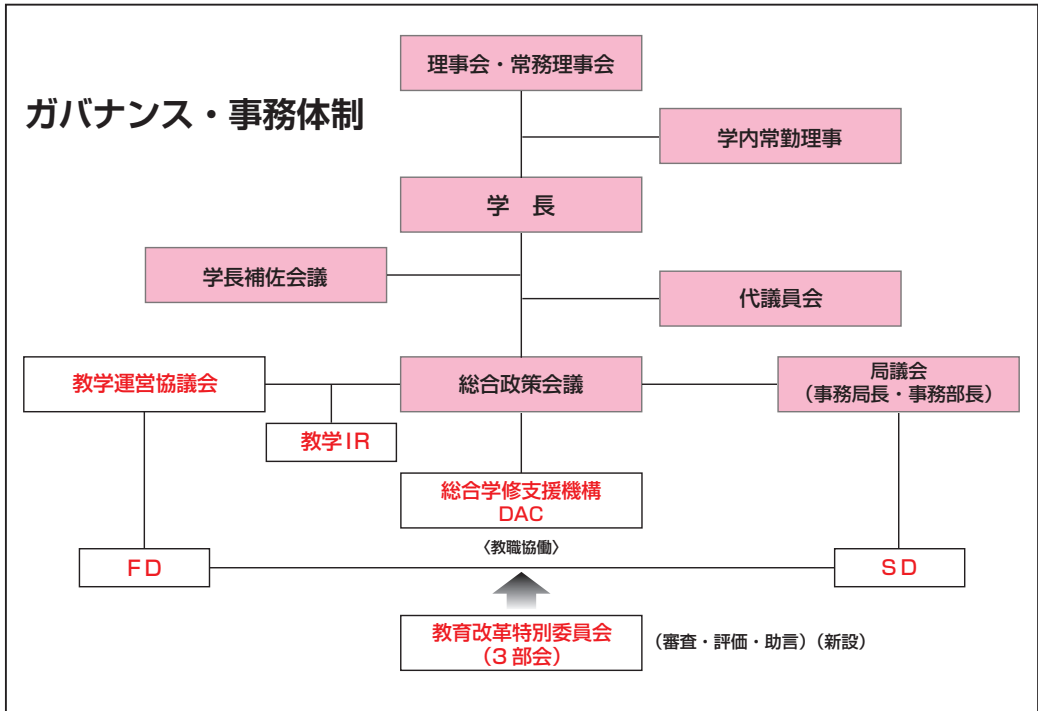 理事会・常務理事会
ガバナンス・事務体制
学内常勤理事
学 長
学長補佐会議
代議員会
教学運営協議会
総合政策会議
局議会
(事務局長・事務部長)
教学IR
総合学修支援機構
DAC
〈教職協働〉
FD
SD
教育改革特別委員会
(3部会)
(審査・評価・助言)(新設)